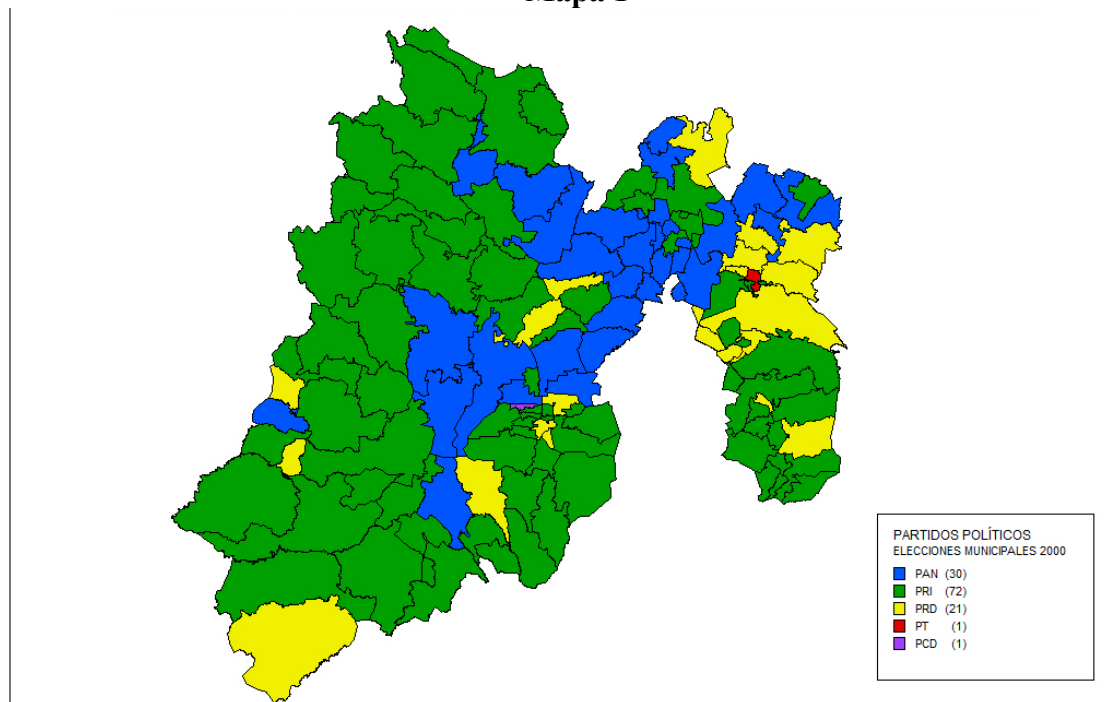 PARTIDOS POLÍTICOS
ELECCIONES MUNICIPALES 2000
PAN (30)
PRI (72)
PRD (21)
PT (1)
PCD (1)